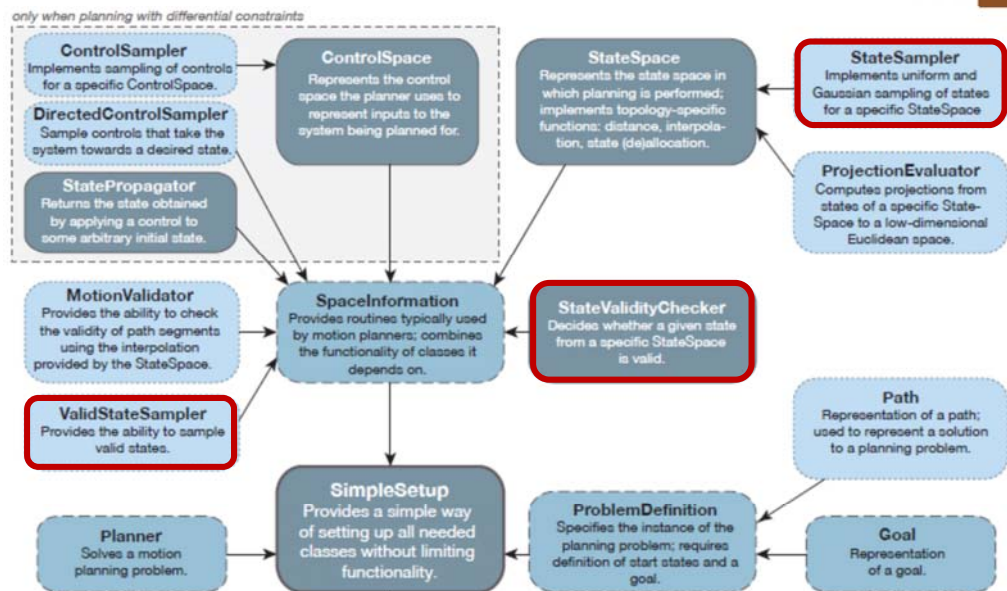 only when planning with differential constraints
ControlSampler
Implements sampling of controls
for a specific ControlSpace.
DirectedControlSampler
Sample controls that take the
system towards a desired state.
StatePropagator
Returns the state obtained
by applying a control to
some arbitrary initial state.
ControlSpace
Represents the control
space the planner uses to
represent inputs to the
system being planned for.
StateSpace
Represents the state space in
which planning is performed;
implements topology-specific
functions: distance, interpola-
tion, state (de)allocation.
StateSampler
Implements uniform and
Gaussian sampling of states
for a specific StateSpace
ProjectionEvaluator
Computes projections from
states of a specific State-
Space to a low-dimensional
Euclidean space.
MotionValidator
Provides the ability to check
the validity of path segments
using the interpolation
provided by the StateSpace.
SpaceInformation
Provides routines typically used
by motion planners; combines
the functionality of classes it
depends on.
StateValidityChecker
Decides whether a given state
from a specific StateSpace
is valid.
ValidStateSampler
Provides the ability to sample
valid states.
Path
Representation of a path;
used to represent a solution
to a planning problem.
SimpleSetup
Provides a simple way
of setting up all needed
classes without limiting
functionality.
ProblemDefinition
Specifies the instance of the
planning problem; requires
definition of start states and a
goal.
Planner
Solves a motion
planning problem.
Goal
Representation
of a goal.